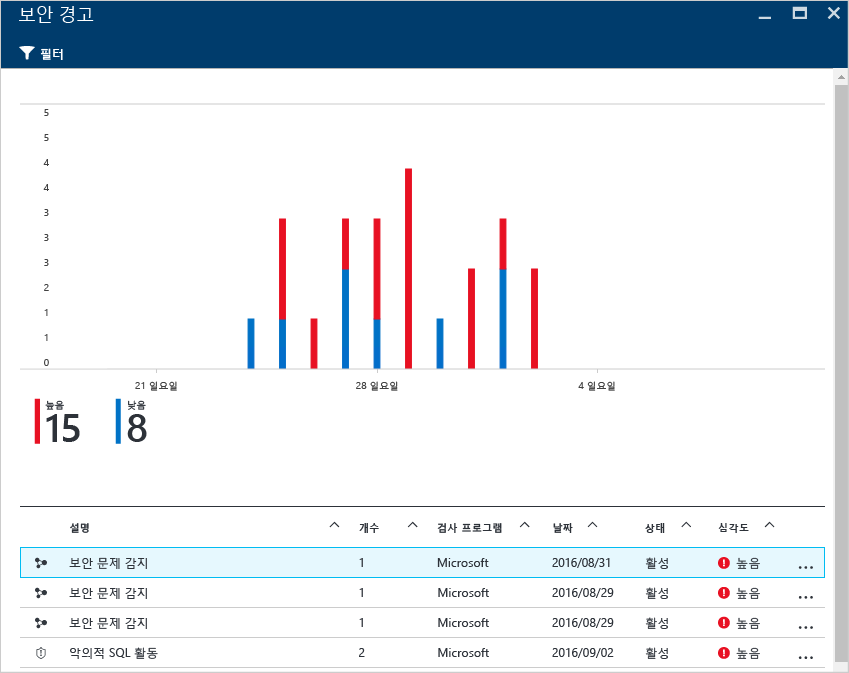 보안 경고
필터
5
5
4
4
3
3
3
2
1
1
0
21 일요일 28 일요일 4 일요일
높음 낮음
15 8
설명 개수 검사 프로그램 날짜 상태 심각도
보안 문제 감지 1 Microsoft 2016/08/31 활성 높음 ...
보안 문제 감지 1 Microsoft 2016/08/29 활성 높음 ...
보안 문제 감지 1 Microsoft 2016/08/29 활성 높음 ...
악의적 SQL 활동 2 Microsoft 2016/09/02 활성 높음 ...